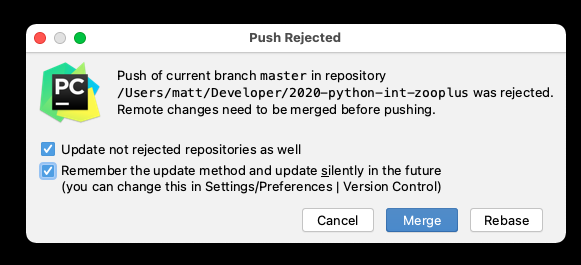 Push Rejected
PC
Push of current branch master in repository
/Users/matt/Developer/2020-python-int-zooplus was rejected.
Remote changes need to be merged before pushing.
Update not rejected repositories as well
Remember the update method and update silently in the future
(you can change this in Settings/Preferences | Version Control)
Cancel Merge Rebase